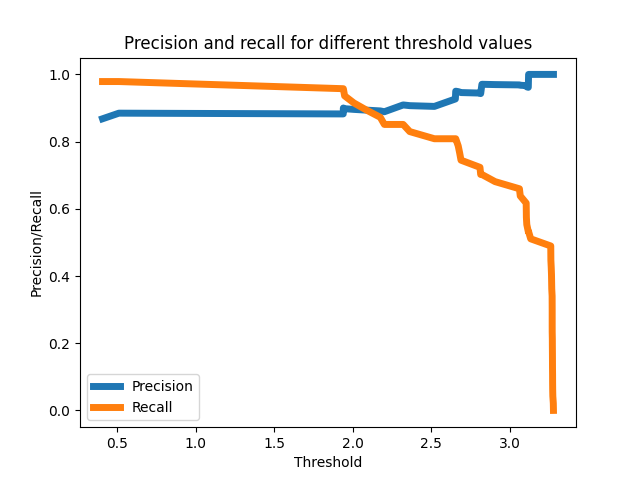 Precision and recall for different threshold values
1.0
0.8
0.6
0.4
0.2
0.0
Precision/Recall
Precision
Recall
0.5
1.0
1.5
2.0
2.5
3.0
Threshold